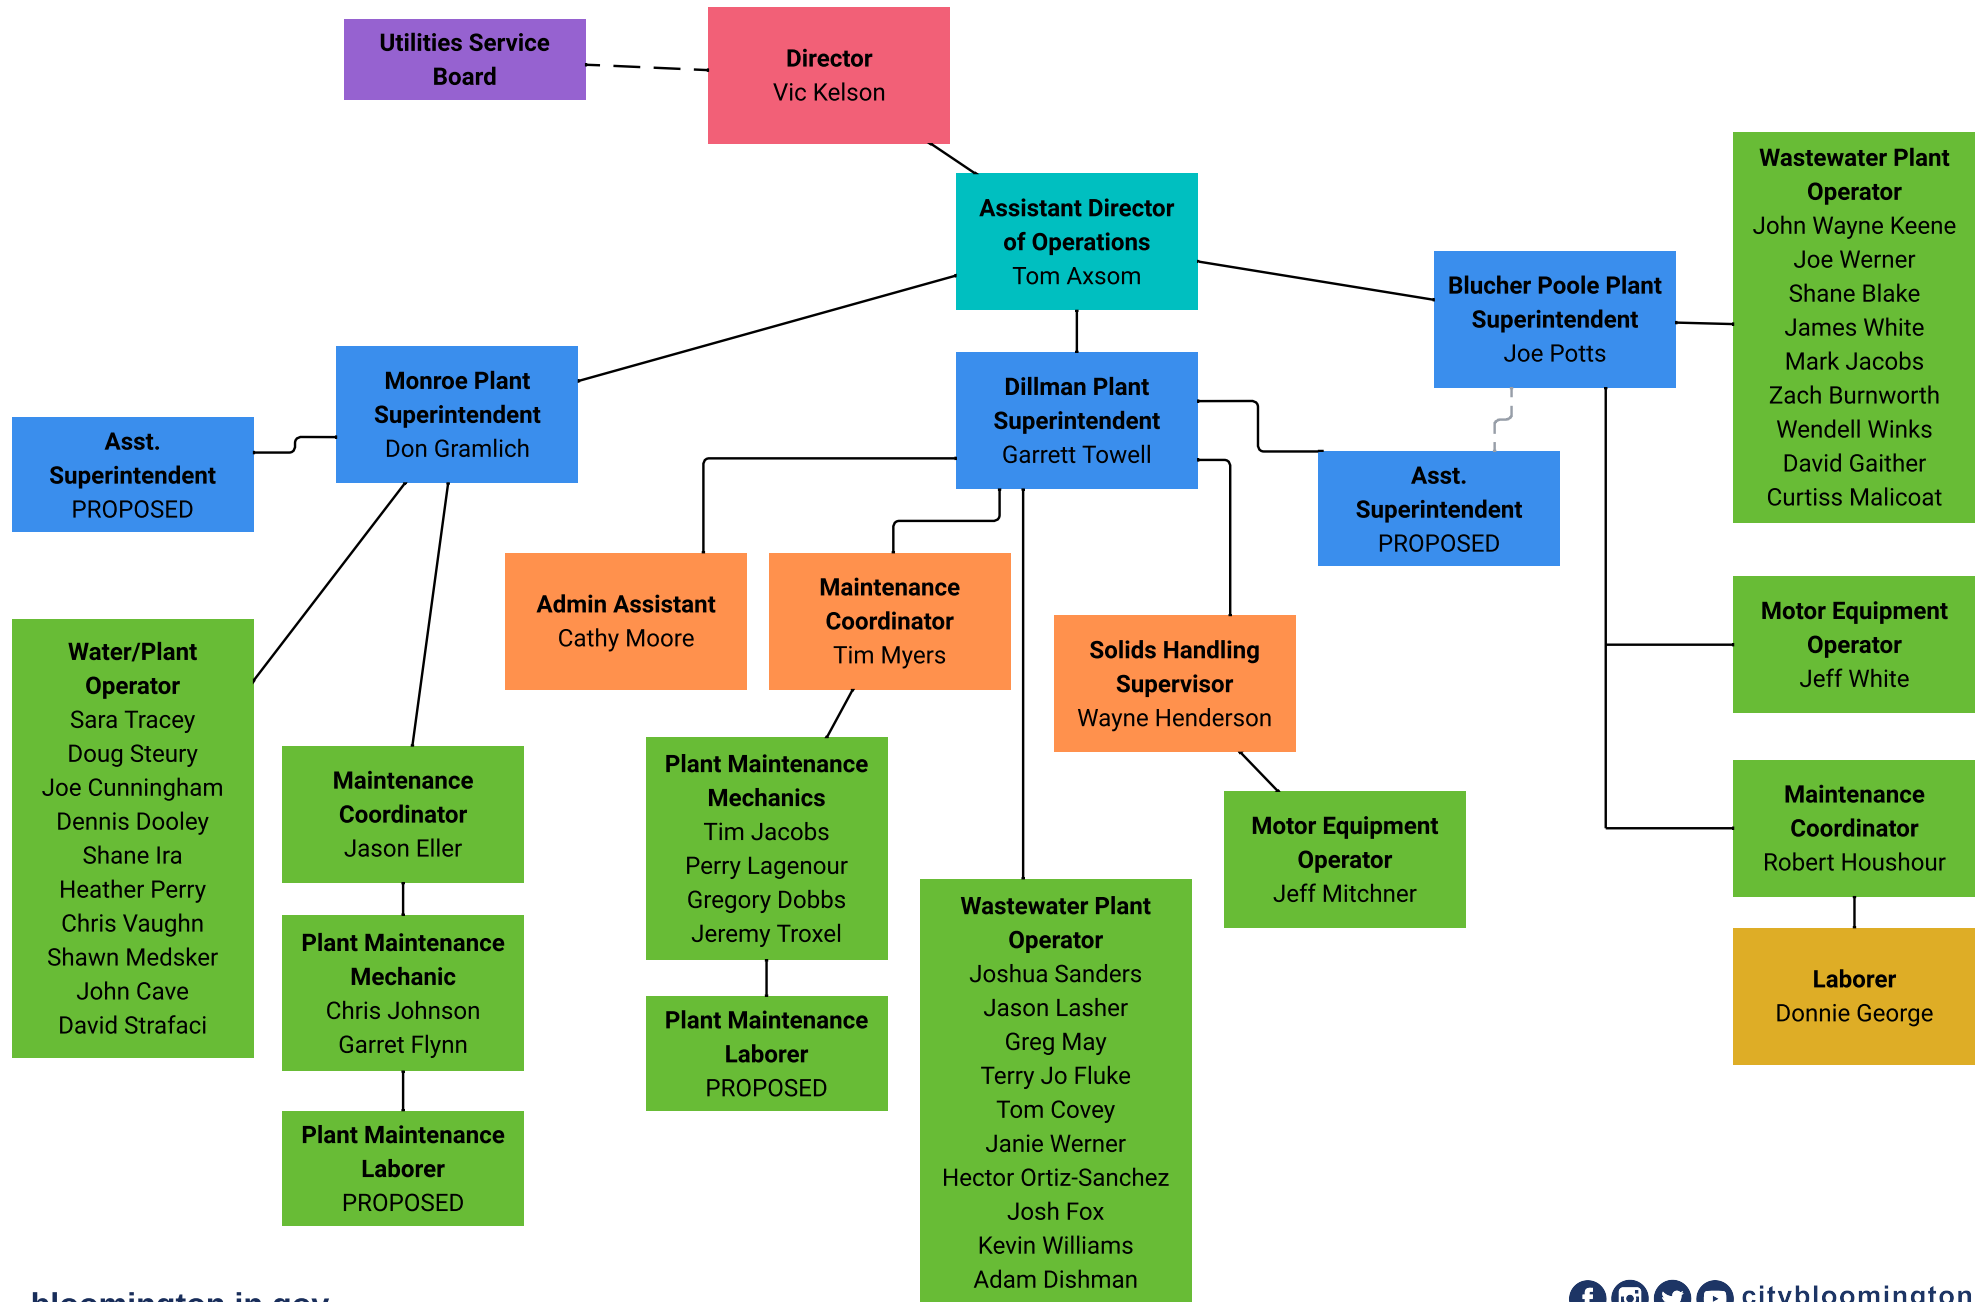 Utilities Service
Board
Director
Vic Kelson
Assistant Director
of Operations
Tom Axsom
Monroe Plant
Superintendent
Don Gramlich
Asst.
Superintendent
PROPOSED
Water/Plant
Operator
Sara Tracey
Doug Steury
Joe Cunningham
Dennis Dooley
Shane Ira
Heather Perry
Chris Vaughn
Shawn Medsker
John Cave
David Strafaci
Maintenance
Coordinator
Jason Eller
Plant Maintenance
Mechanic
Chris Johnson
Garret Flynn
Plant Maintenance
Laborer
PROPOSED
Dillman Plant
Superintendent
Garrett Towell
Admin Assistant
Cathy Moore
Maintenance
Coordinator
Tim Myers
Plant Maintenance
Mechanics
Tim Jacobs
Perry Lagenour
Gregory Dobbs
Jeremy Troxel
Plant Maintenance
Laborer
PROPOSED
Wastewater Plant
Operator
Joshua Sanders
Jason Lasher
Greg May
Terry Jo Fluke
Tom Covey
Janie Werner
Hector Ortiz-Sanchez
Josh Fox
Kevin Williams
Adam Dishman
Solids Handling
Supervisor
Wayne Henderson
Motor Equipment
Operator
Jeff Mitchner
Asst.
Superintendent
PROPOSED
Blucher Poole Plant
Superintendent
Joe Potts
Wastewater Plant
Operator
John Wayne Keene
Joe Werner
Shane Blake
James White
Mark Jacobs
Zach Burnworth
Wendell Winks
David Gaither
Curtiss Malicoat
Motor Equipment
Operator
Jeff White
Maintenance
Coordinator
Robert Houshour
Laborer
Donnie George
bloomington.in.gov
citybloomington